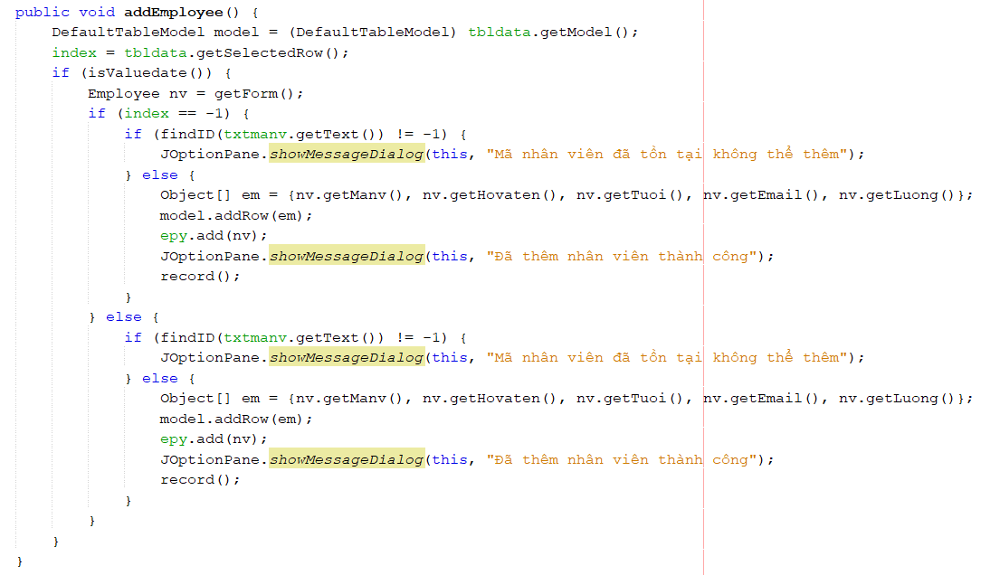 public void addEmployee() {
    DefaultTableModel model = (DefaultTableModel) tbldata.getModel();
    index = tbldata.getSelectedRow();
    if (isValuedate()) {
        Employee nv = getForm();
        if (index == -1) {
            if (findID(txtmanv.getText()) != -1) {
                JOptionPane.showMessageDialog(this, "Mã nhân viên đã tồn tại không thể thêm");
            } else {
                Object[] em = {nv.getManv(), nv.getHovaten(), nv.getTuoi(), nv.getEmail(), nv.getLuong()};
                model.addRow(em);
                epy.add(nv);
                JOptionPane.showMessageDialog(this, "Đã thêm nhân viên thành công");
                record();
            }
        } else {
            if (findID(txtmanv.getText()) != -1) {
                JOptionPane.showMessageDialog(this, "Mã nhân viên đã tồn tại không thể thêm");
            } else {
                Object[] em = {nv.getManv(), nv.getHovaten(), nv.getTuoi(), nv.getEmail(), nv.getLuong()};
                model.addRow(em);
                epy.add(nv);
                JOptionPane.showMessageDialog(this, "Đã thêm nhân viên thành công");
                record();
            }
        }
    }
}